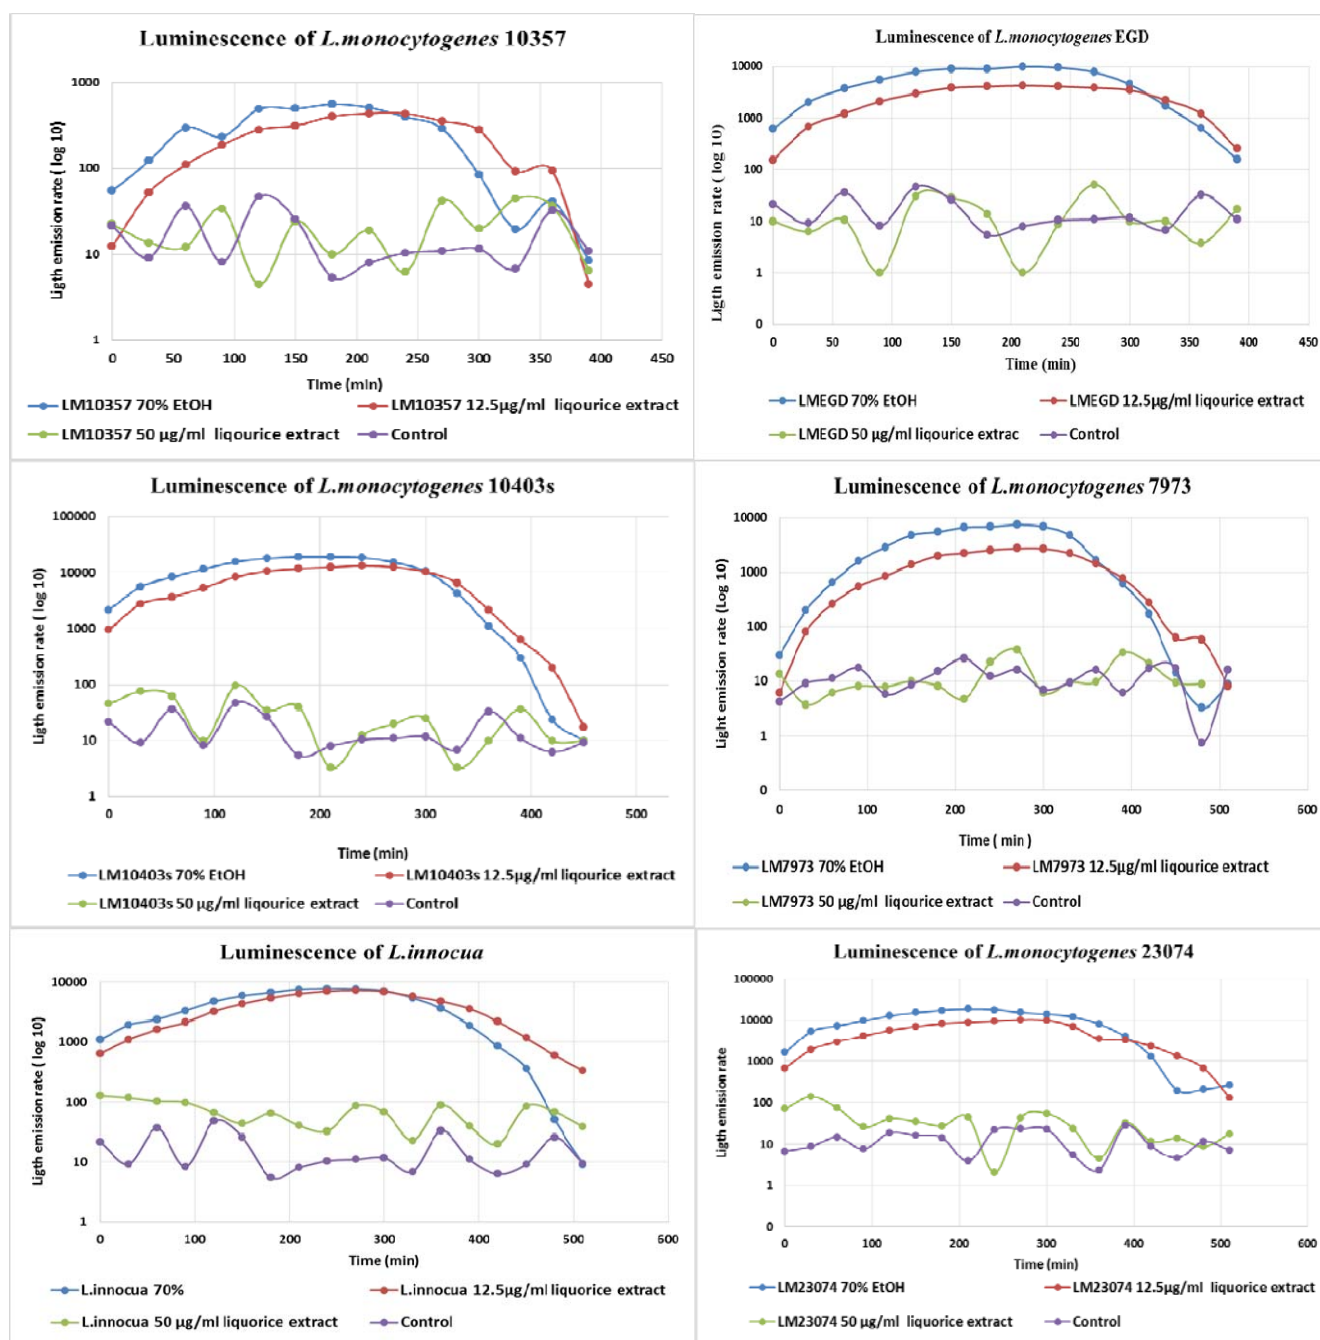 Luminescence of L.monocytogenes 10357
1000
100
10
1
Ligth emission rate ( log 10)
0 50 100 150 200 250 300 350 400 450
Time (min)
LM10357 70% EtOH
LM10357 12.5µg/ml liqourice extract
LM10357 50 µg/ml liqourice extract
Control
Luminescence of L.monocytogenes EGD
10000
1000
100
10
1
0
Ligth emission rate ( log 10)
0 50 100 150 200 250 300 350 400 450
Time (min)
LMEGD 70% EtOH
LMEGD 12.5µg/ml liqourice extract
LMEGD 50 µg/ml liqourice extrac
Control
Luminescence of L.monocytogenes 10403s
100000
10000
1000
100
10
1
Ligth emission rate ( log 10)
0 100 200 300 400 500
Time (min)
LM10403s 70% EtOH
LM10403s 12.5µg/ml liqourice extract
LM10403s 50 µg/ml liqourice extract
Control
Luminescence of L.monocytogenes 7973
10000
1000
100
10
1
0
Light emission rate (Log 10)
0 100 200 300 400 500 600
Time ( min )
LM7973 70% EtOH
LM7973 12.5µg/ml liqourice extract
LM7973 50 µg/ml liqourice extract
Control
Luminescence of L.innocua
10000
1000
100
10
1
Ligth emission rate ( log 10)
0 100 200 300 400 500 600
Time (min)
L.innocua 70%
L.innocua 12.5µg/ml liquorice extract
L.innocua 50 µg/ml liquorice extract
Control
Luminescence of L.monocytogenes 23074
100000
10000
1000
100
10
1
0
Ligth emission rate
0 100 200 300 400 500 600
Time (min)
LM23074 70% EtOH
LM23074 12.5µg/ml liqourice extract
LM23074 50 µg/ml liqourice extract
Control